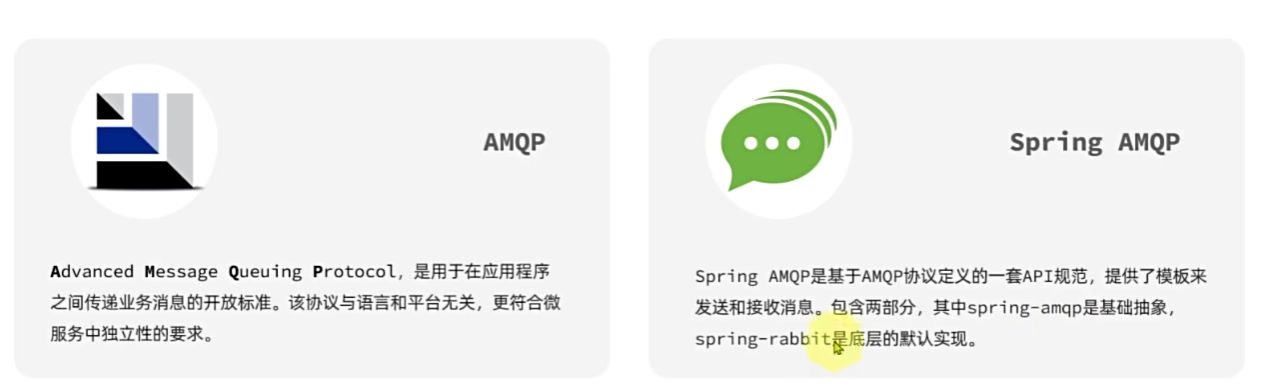 AMQP
Advanced Message Queuing Protocol，是用于在应用程序
之间传递业务消息的开放标准。该协议与语言和平台无关，更符合微
服务中独立性的要求。
Spring AMQP
Spring AMQP是基于AMQP协议定义的一套API规范，提供了模板来
发送和接收消息。包含两部分，其中spring-amqp是基础抽象，
spring-rabbit是底层的默认实现。